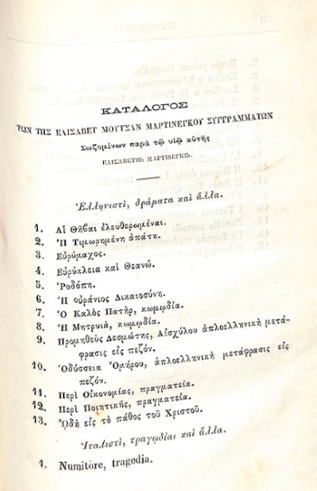 ΚΑΤΑΛΟΓΟΣ
ΤΩΝ ΤΗΣ ΕΛΙΣΑΒΕΤ ΜΟΥΤΣΑΝ ΜΑΡΤΙΝΕΓΚΟΥ ΣΥΓΓΡΑΜΜΑΤΩΝ
Σωζομένων παρὰ τῷ υἱῷ αὐτῆς
ΕΛΙΣΑΒΕΤΙῼ ΜΑΡΤΙΝΕΓΚῼ.
Ἑλληνιστὶ, δράματα καὶ ἄλλα.
1. Αἱ Θῆβαι ἐλευθερωμέναι.
2. Ἡ Τιμωρημένη ἀπάτη.
3. Εὐρύμαχος.
4. Εὐρύκλεια καὶ Θεανώ.
5. Ῥοδόπη.
6. Ἡ οὐράνιος Δικαιοσύνη.
7. Ὁ Καλὸς Πατὴρ, κωμῳδία.
8. Ἡ Μητρυιὰ, κωμῳδία.
9. Προμηθεὺς Δεσμώτης, Αἰσχύλου ἁπλοελληνικὴ μετά-
φρασις εἰς πεζόν.
10. Ὀδύσσεια Ὁμήρου, ἁπλοελληνικὴ μετάφρασις εἰς
πεζόν.
11. Περὶ Οἰκονομίας, πραγματεία.
12. Περὶ Ποιητικῆς, πραγματεία.
13. ᾨδὴ εἰς τὸ πάθος τοῦ Χριστοῦ.
Ἰταλιστὶ, τραγῳδίαι καὶ ἄλλα.
1. Numitore, tragedia.